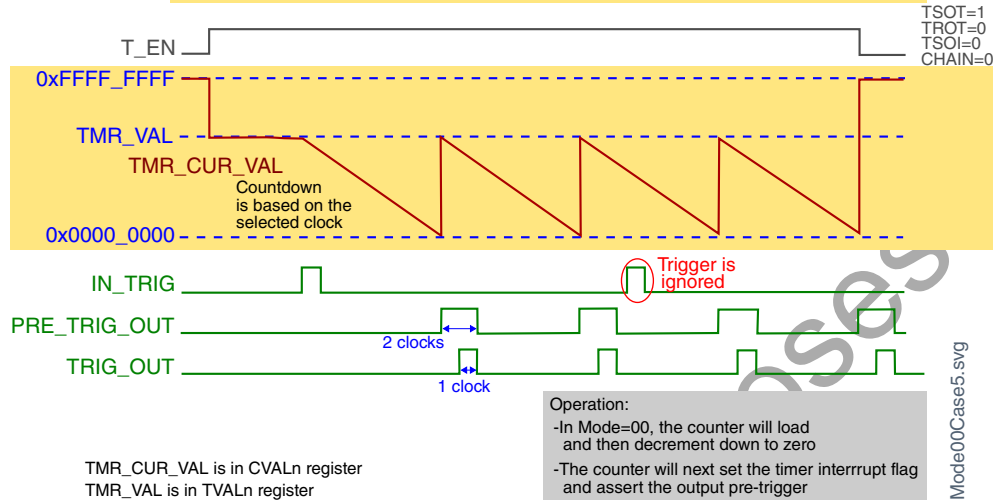 TSOT=1
TROT=0
TSOI=0
CHAIN=0
T_EN
0xFFFF_FFFF
TMR_VAL
TMR_CUR_VAL
Countdown
is based on the
selected clock
0x0000_0000
IN_TRIG
Trigger is
ignored
PRE_TRIG_OUT
2 clocks
TRIG_OUT
1 clock
Operation:
-In Mode=00, the counter will load
and then decrement down to zero
-The counter will next set the timer interrrupt flag
and assert the output pre-trigger
TMR_CUR_VAL is in CVALn register
TMR_VAL is in TVALn register
Mode00Case5.svg